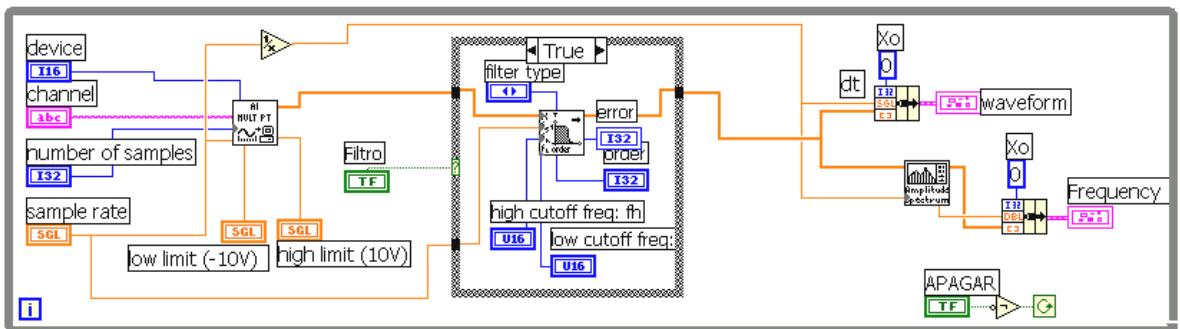 device
I16
channel
abc
number of samples
I32
sample rate
SGL
1/x
AI
MULT PT
SGL
SGL
low limit (-10V)
high limit (10V)
Filtro
TF
?
True
filter type
error
I32
order
I32
high cutoff freq: fh
U16
low cutoff freq:
U16
Xo
0
dt
I32
SGL
[ ]
waveform
Amplitude
Spectrum
Xo
0
I32
DBL
[ ]
Frequency
APAGAR
TF
i